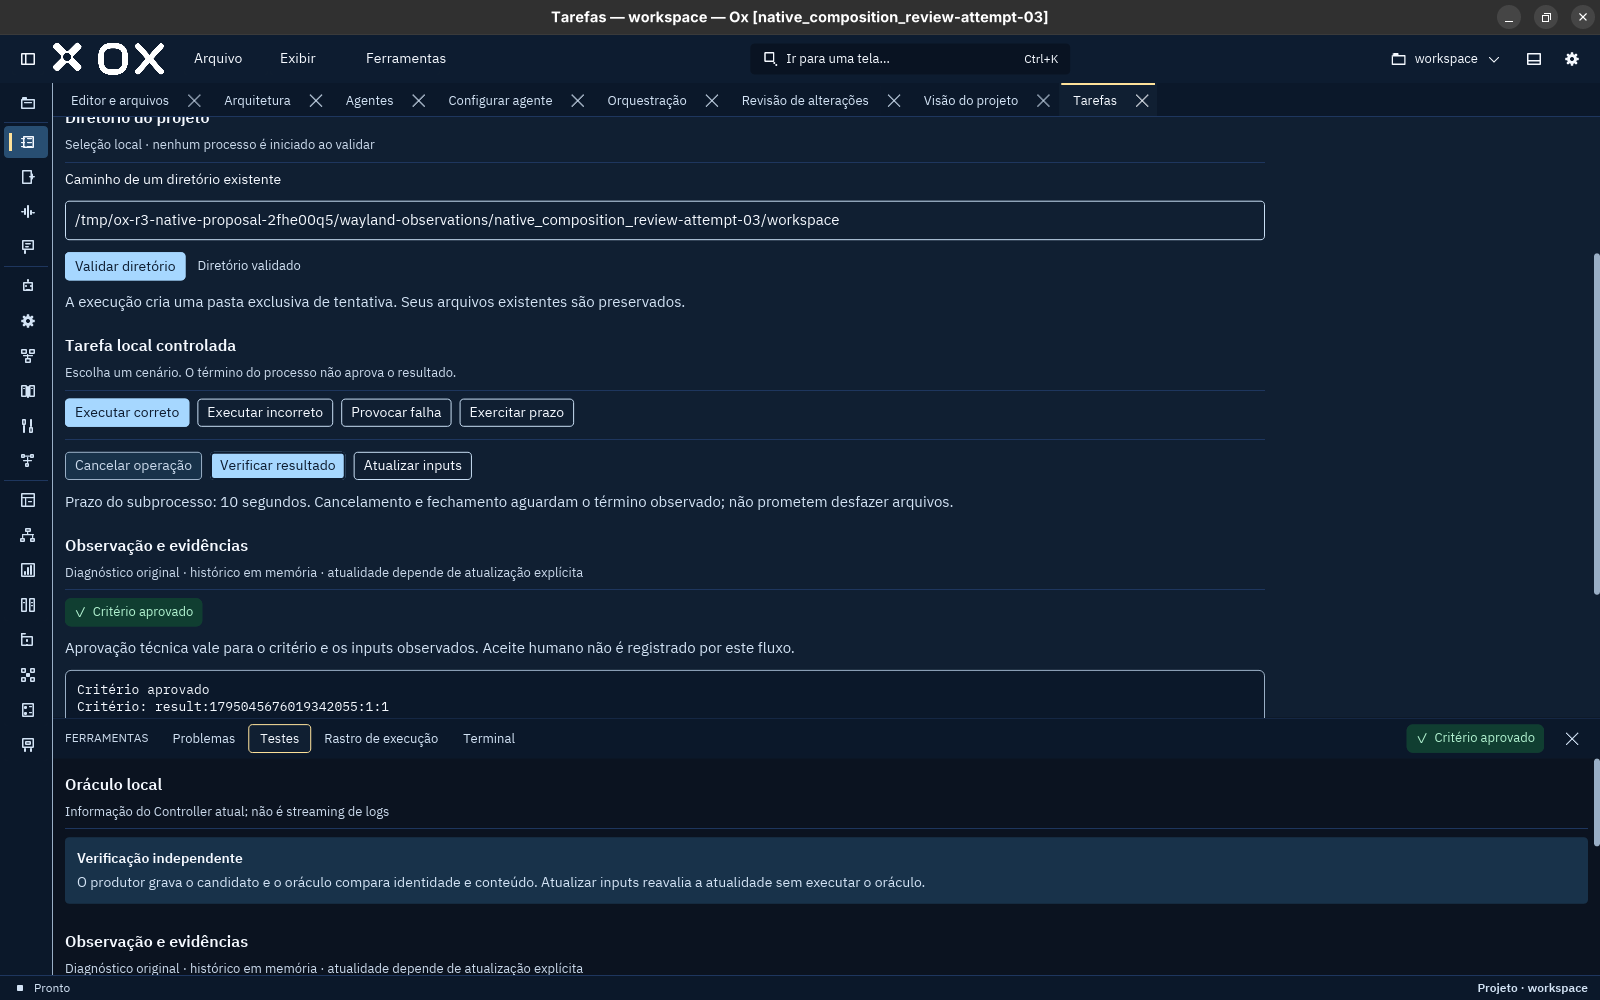 Tarefas — workspace — Ox [native_composition_review-attempt-03]
OX
Arquivo
Exibir
Ferramentas
Ir para uma tela...
Ctrl+K
workspace
Editor e arquivos
Arquitetura
Agentes
Configurar agente
Orquestração
Revisão de alterações
Visão do projeto
Tarefas
Diretório do projeto
Seleção local · nenhum processo é iniciado ao validar
Caminho de um diretório existente
/tmp/ox-r3-native-proposal-2fhe00q5/wayland-observations/native_composition_review-attempt-03/workspace
Validar diretório
Diretório validado
A execução cria uma pasta exclusiva de tentativa. Seus arquivos existentes são preservados.
Tarefa local controlada
Escolha um cenário. O término do processo não aprova o resultado.
Executar correto
Executar incorreto
Provocar falha
Exercitar prazo
Cancelar operação
Verificar resultado
Atualizar inputs
Prazo do subprocesso: 10 segundos. Cancelamento e fechamento aguardam o término observado; não prometem desfazer arquivos.
Observação e evidências
Diagnóstico original · histórico em memória · atualidade depende de atualização explícita
✓ Critério aprovado
Aprovação técnica vale para o critério e os inputs observados. Aceite humano não é registrado por este fluxo.
Critério aprovado
Critério: result:1795045676019342055:1:1
FERRAMENTAS
Problemas
Testes
Rastro de execução
Terminal
✓ Critério aprovado
Oráculo local
Informação do Controller atual; não é streaming de logs
Verificação independente
O produtor grava o candidato e o oráculo compara identidade e conteúdo. Atualizar inputs reavalia a atualidade sem executar o oráculo.
Observação e evidências
Diagnóstico original · histórico em memória · atualidade depende de atualização explícita
Pronto
Projeto · workspace